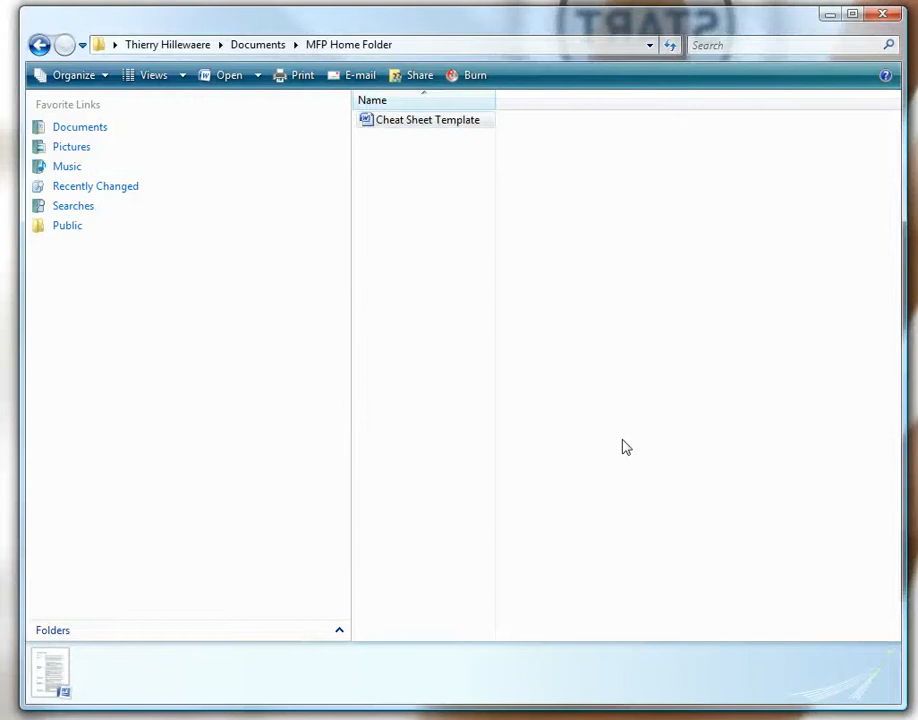 START
Thierry Hillewaere Documents MFP Home Folder Search
Organize Views Open Print E-mail Share Burn
Favorite Links
Documents
Pictures
Music
Recently Changed
Searches
Public
Name
Cheat Sheet Template
Folders